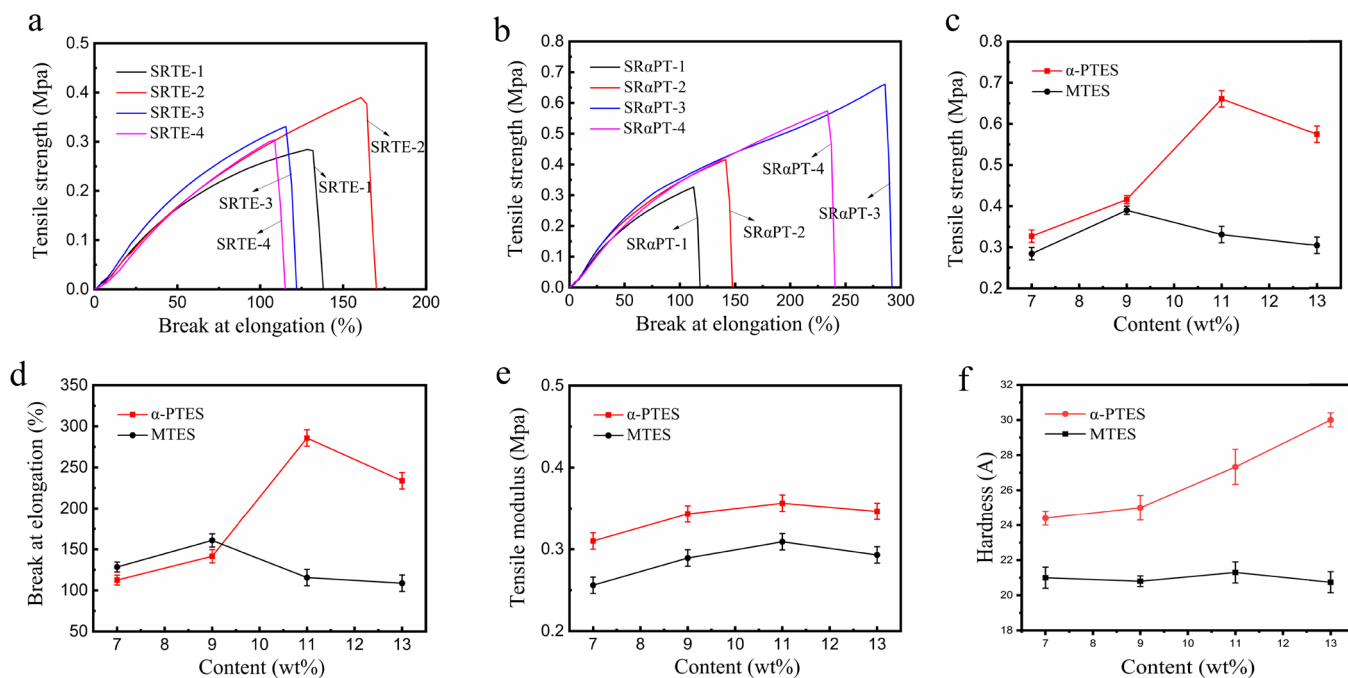 a
Tensile strength (Mpa)
0.5
0.4
0.3
0.2
0.1
0.0
SRTE-1
SRTE-2
SRTE-3
SRTE-4
SRTE-2
SRTE-1
SRTE-3
SRTE-4
0 50 100 150 200
Break at elongation (%)
b
Tensile strength (Mpa)
0.8
0.7
0.6
0.5
0.4
0.3
0.2
0.1
0.0
SRαPT-1
SRαPT-2
SRαPT-3
SRαPT-4
SRαPT-4
SRαPT-3
SRαPT-1
SRαPT-2
0 50 100 150 200 250 300
Break at elongation (%)
c
Tensile strength (Mpa)
0.8
0.7
0.6
0.5
0.4
0.3
0.2
α-PTES
MTES
7 8 9 10 11 12 13
Content (wt%)
d
Break at elongation (%)
350
300
250
200
150
100
50
α-PTES
MTES
7 8 9 10 11 12 13
Content (wt%)
e
Tensile modulus (Mpa)
0.5
0.4
0.3
0.2
α-PTES
MTES
7 8 9 10 11 12 13
Content (wt%)
f
Hardness (A)
32
30
28
26
24
22
20
18
α-PTES
MTES
7 8 9 10 11 12 13
Content (wt%)